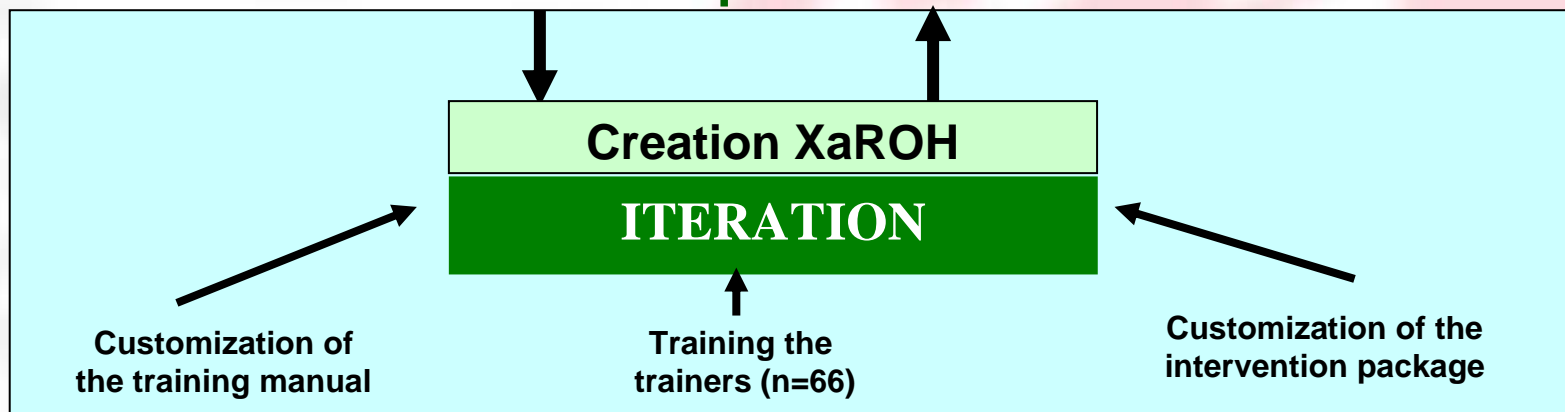 Creation XaROH
ITERATION
Customization of
the training manual
Training the
trainers (n=66)
Customization of the
intervention package